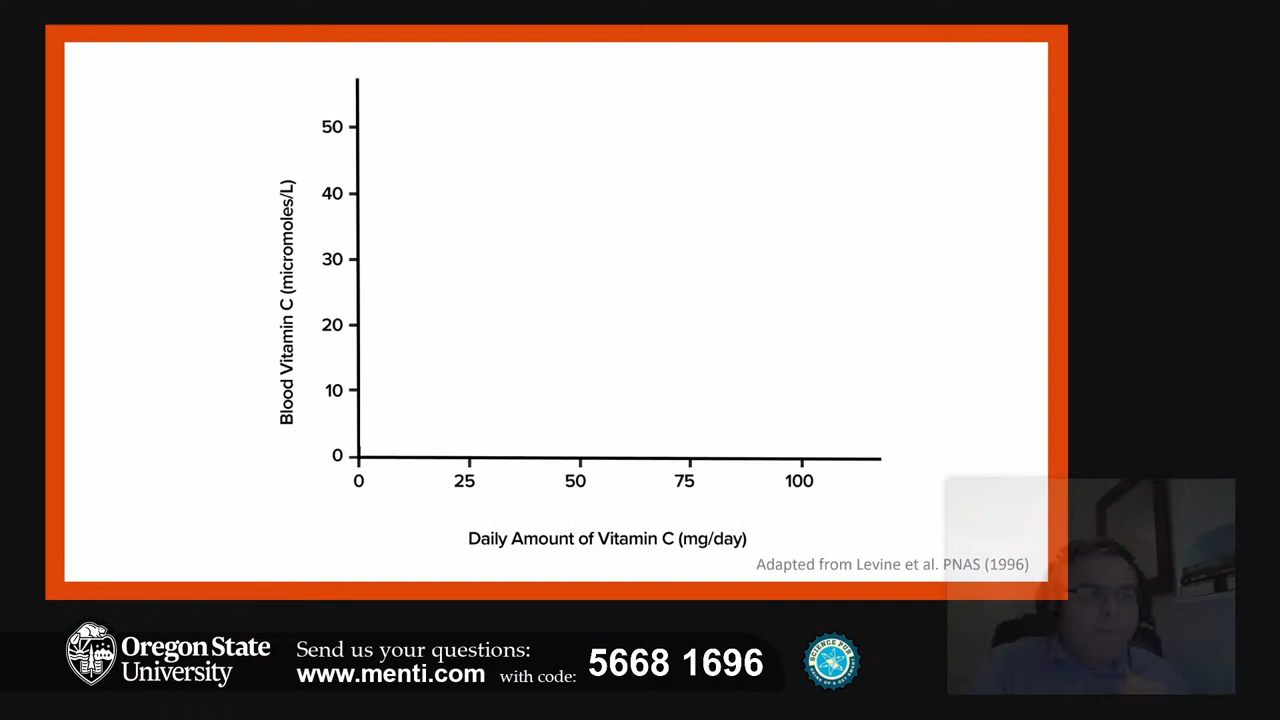 50
40
30
20
10
0
Blood Vitamin C (micromoles/L)
0 25 50 75 100
Daily Amount of Vitamin C (mg/day)
Adapted from Levine et al. PNAS (1996)
Oregon State
University
Send us your questions:
www.menti.com with code:
5668 1696
SCIENCE PUB